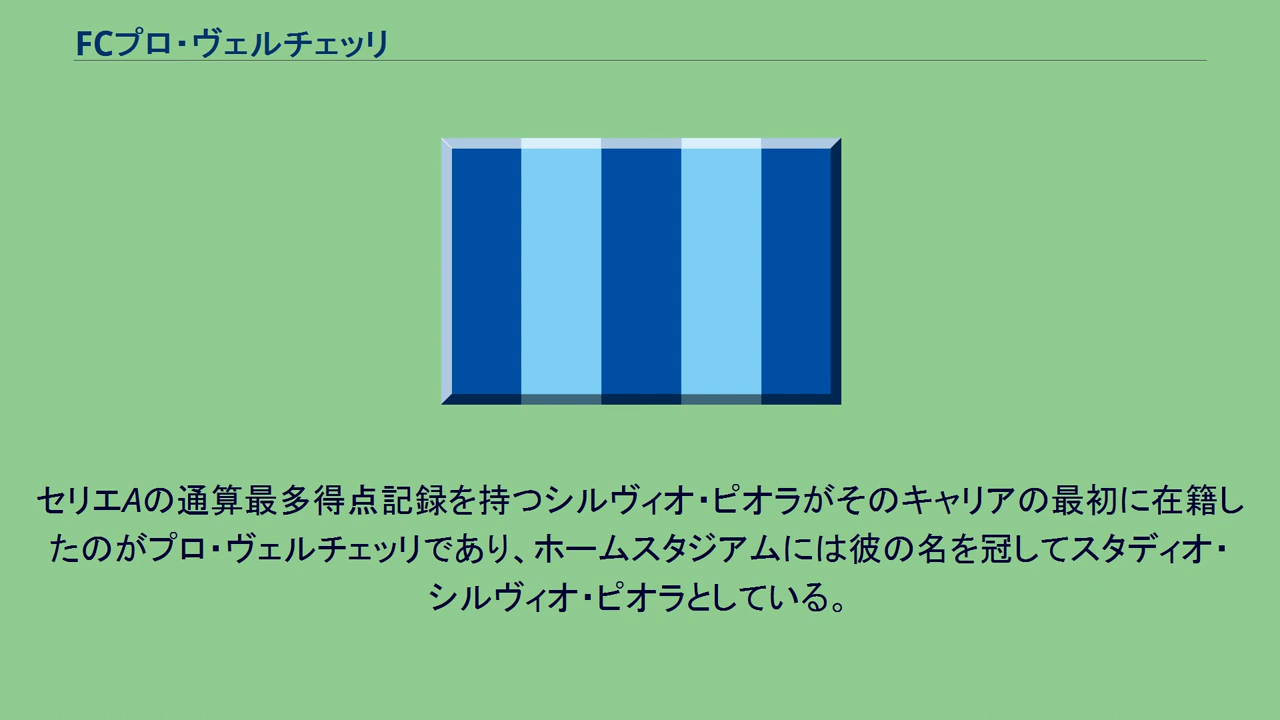 FCプロ・ヴェルチェッリ
セリエAの通算最多得点記録を持つシルヴィオ・ピオラがそのキャリアの最初に在籍し
たのがプロ・ヴェルチェッリであり、ホームスタジアムには彼の名を冠してスタディオ・
シルヴィオ・ピオラとしている。